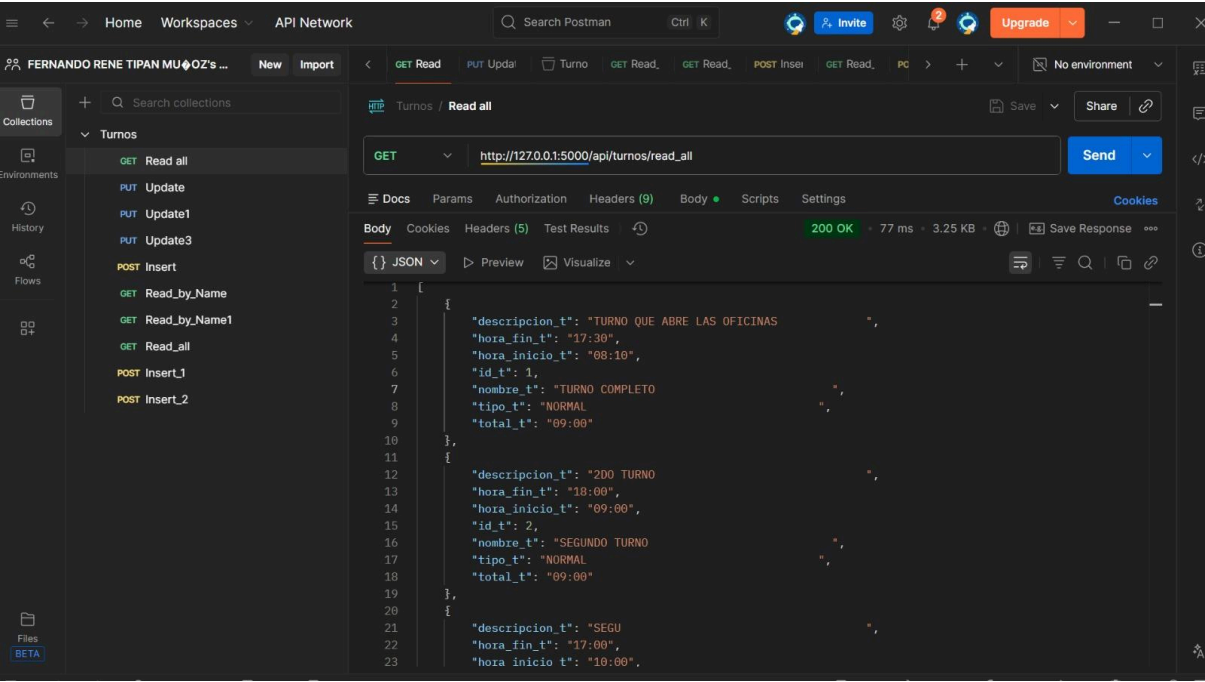 Home Workspaces API Network Search Postman Ctrl K Invite 2 Upgrade
FERNANDO RENE TIPAN MU�OZ's ... New Import
GET Read PUT Updat Turno GET Read_ GET Read_ POST Inser GET Read_ PO No environment
Collections
Environments
History
Flows
Files
BETA
Search collections
Turnos
GET Read all
PUT Update
PUT Update1
PUT Update3
POST Insert
GET Read_by_Name
GET Read_by_Name1
GET Read_all
POST Insert_1
POST Insert_2
HTTP Turnos / Read all Save Share
GET http://127.0.0.1:5000/api/turnos/read_all Send
Docs Params Authorization Headers (9) Body Scripts Settings Cookies
Body Cookies Headers (5) Test Results 200 OK 77 ms 3.25 KB Save Response
{} JSON Preview Visualize
1 [
2 {
3 "descripcion_t": "TURNO QUE ABRE LAS OFICINAS ",
4 "hora_fin_t": "17:30",
5 "hora_inicio_t": "08:10",
6 "id_t": 1,
7 "nombre_t": "TURNO COMPLETO ",
8 "tipo_t": "NORMAL ",
9 "total_t": "09:00"
10 },
11 {
12 "descripcion_t": "2DO TURNO ",
13 "hora_fin_t": "18:00",
14 "hora_inicio_t": "09:00",
15 "id_t": 2,
16 "nombre_t": "SEGUNDO TURNO ",
17 "tipo_t": "NORMAL ",
18 "total_t": "09:00"
19 },
20 {
21 "descripcion_t": "SEGU ",
22 "hora_fin_t": "17:00",
23 "hora_inicio_t": "10:00",